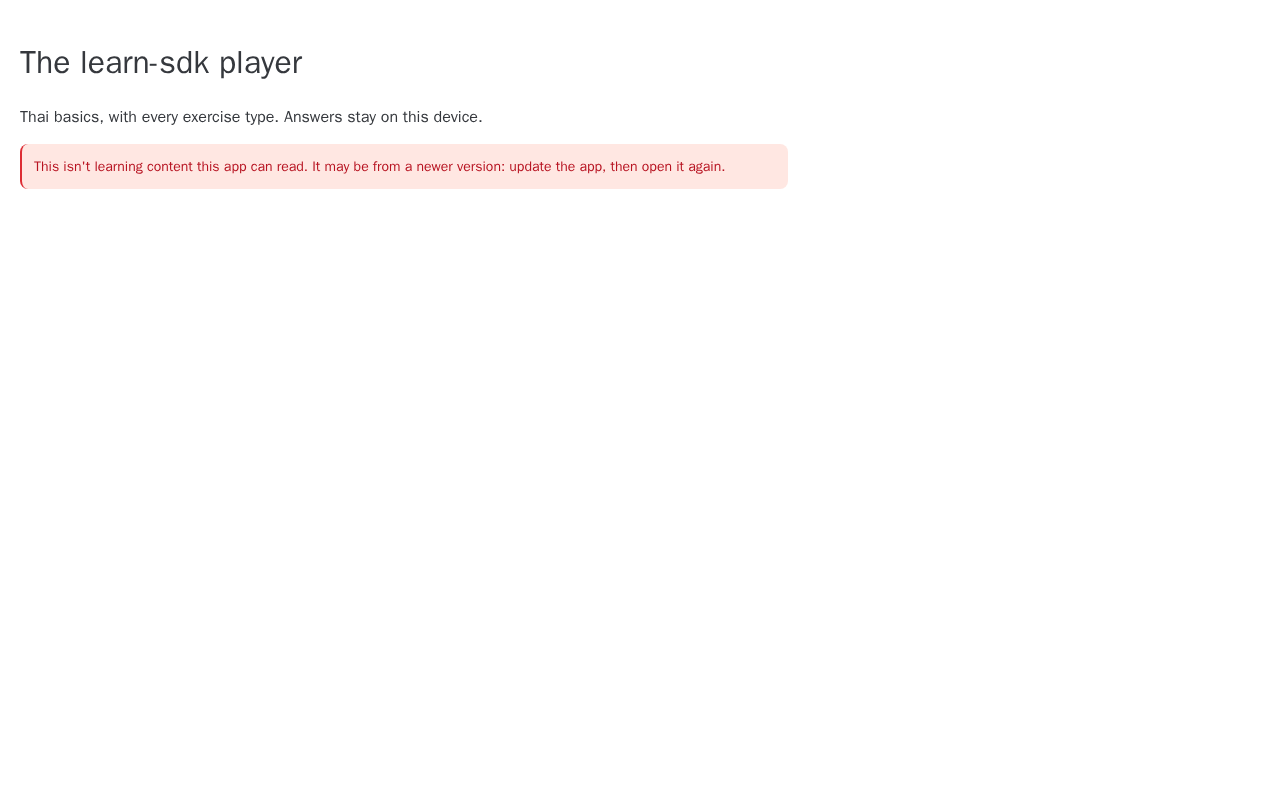 The learn-sdk player
Thai basics, with every exercise type. Answers stay on this device.
This isn't learning content this app can read. It may be from a newer version: update the app, then open it again.